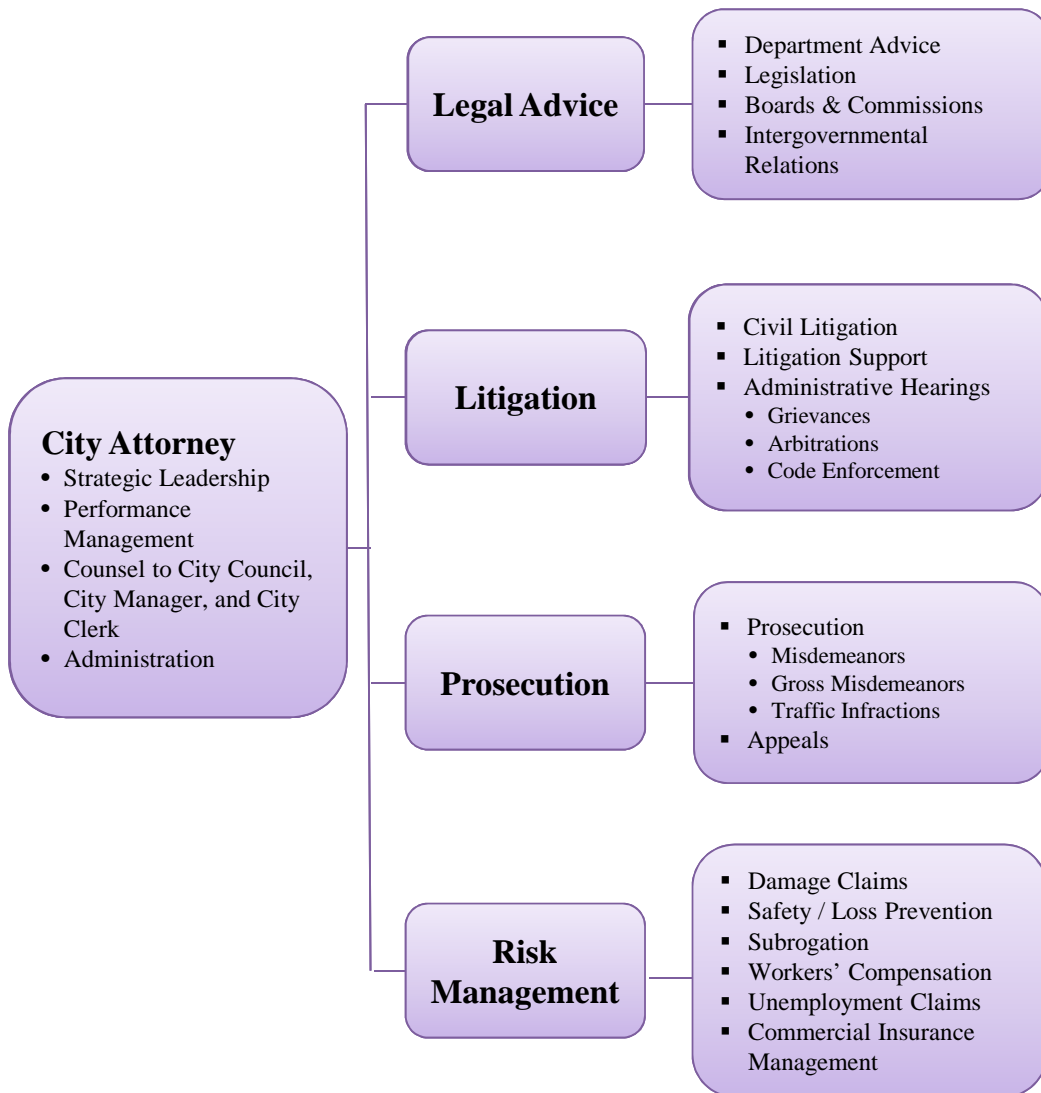 Legal Advice
▪ Department Advice
▪ Legislation
▪ Boards & Commissions
▪ Intergovernmental
Relations
Litigation
▪ Civil Litigation
▪ Litigation Support
▪ Administrative Hearings
• Grievances
• Arbitrations
• Code Enforcement
City Attorney
• Strategic Leadership
• Performance
Management
• Counsel to City Council,
City Manager, and City
Clerk
• Administration
Prosecution
▪ Prosecution
• Misdemeanors
• Gross Misdemeanors
• Traffic Infractions
▪ Appeals
Risk
Management
▪ Damage Claims
▪ Safety / Loss Prevention
▪ Subrogation
▪ Workers’ Compensation
▪ Unemployment Claims
▪ Commercial Insurance
Management